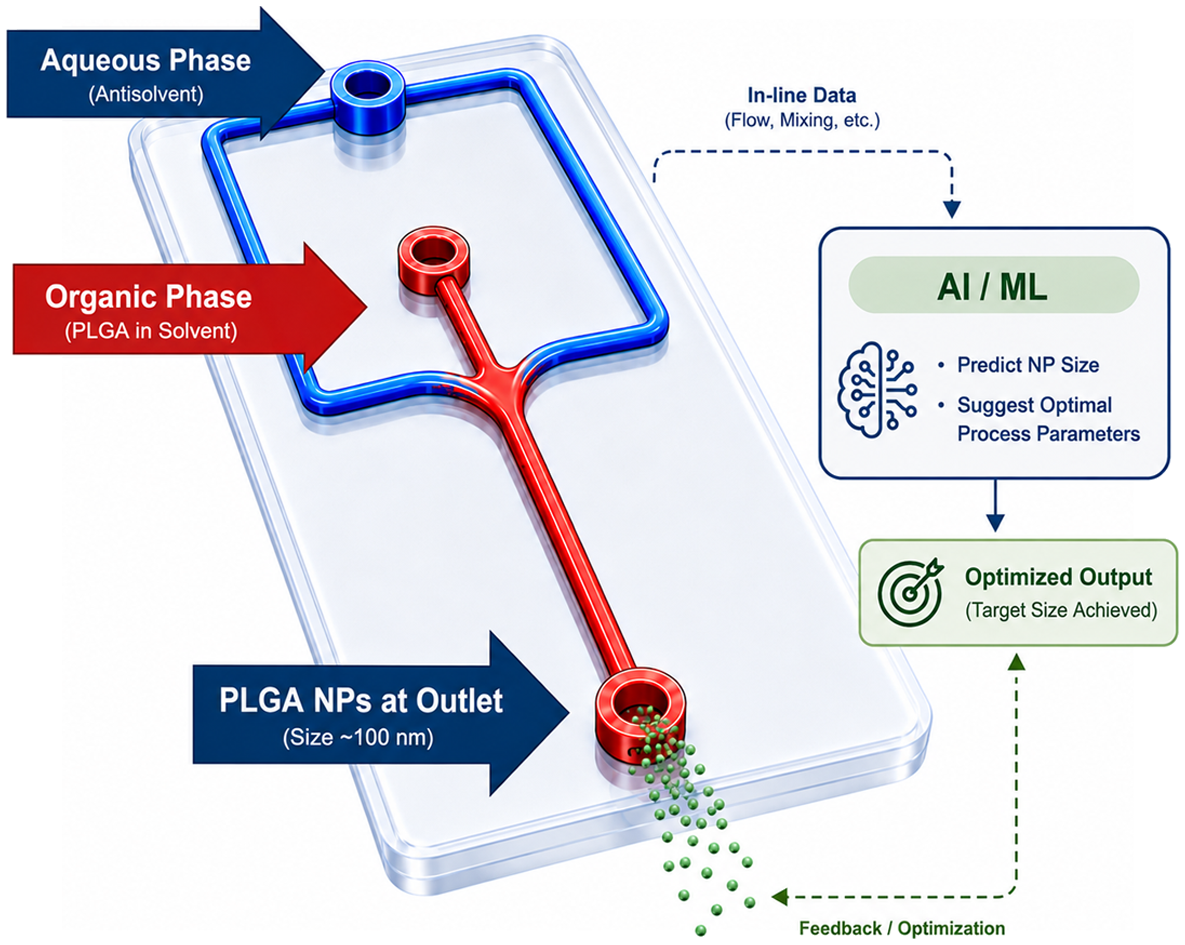 Aqueous Phase
(Antisolvent)
In-line Data
(Flow, Mixing, etc.)
Organic Phase
(PLGA in Solvent)
AI / ML
• Predict NP Size
• Suggest Optimal
Process Parameters
Optimized Output
(Target Size Achieved)
PLGA NPs at Outlet
(Size ~100 nm)
Feedback / Optimization